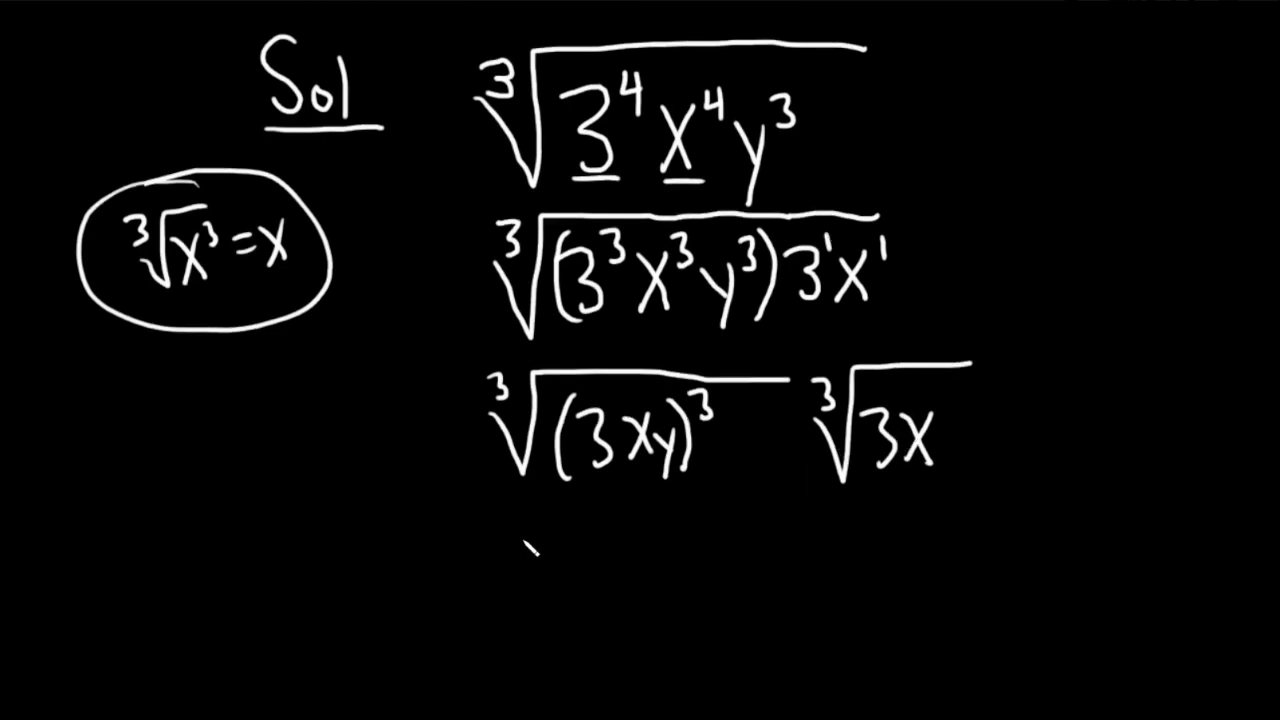 Sol
∛(3⁴x⁴y³)
∛x³ = x
∛((3³x³y³)3¹x¹)
∛((3xy)³) ∛(3x)